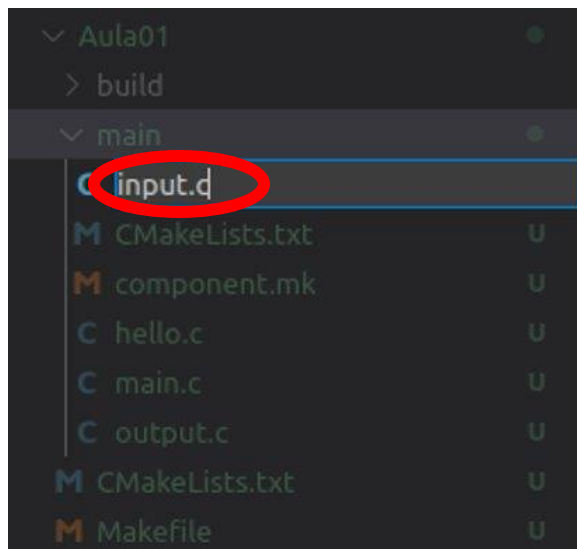 Aula01
build
main
C input.c
M CMakeLists.txt U
M component.mk U
C hello.c U
C main.c U
C output.c U
M CMakeLists.txt U
M Makefile U